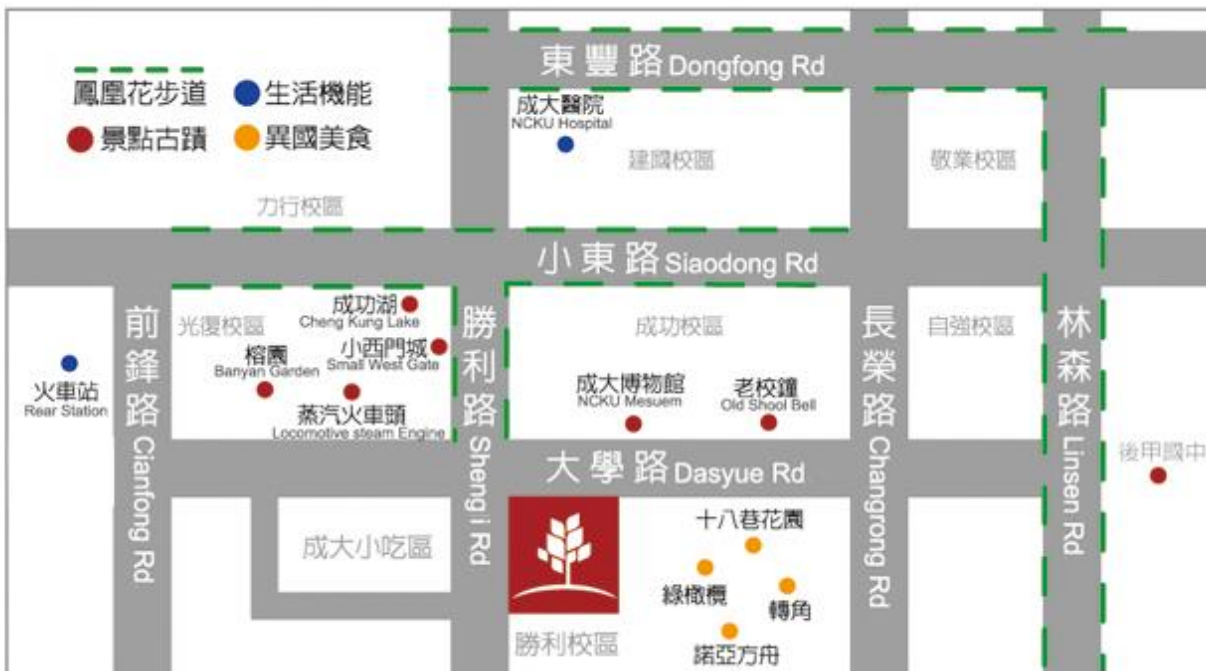 東豐路 Dongfong Rd
鳳凰花步道
生活機能
景點古蹟
異國美食
成大醫院
NCKU Hospital
建國校區
敬業校區
力行校區
小東路 Siaodong Rd
前鋒路 Cianfong Rd
光復校區
成功湖
Cheng Kung Lake
小西門城
Small West Gate
榕園
Banyan Garden
蒸汽火車頭
Locomotive steam Engine
火車站
Rear Station
勝利路 Shengli Rd
成功校區
成大博物館
NCKU Mesuem
老校鐘
Old Shool Bell
長榮路 Changrong Rd
自強校區
林森路 Linsen Rd
後甲國中
大學路 Dasyue Rd
成大小吃區
勝利校區
十八巷花園
綠橄欖
轉角
諾亞方舟